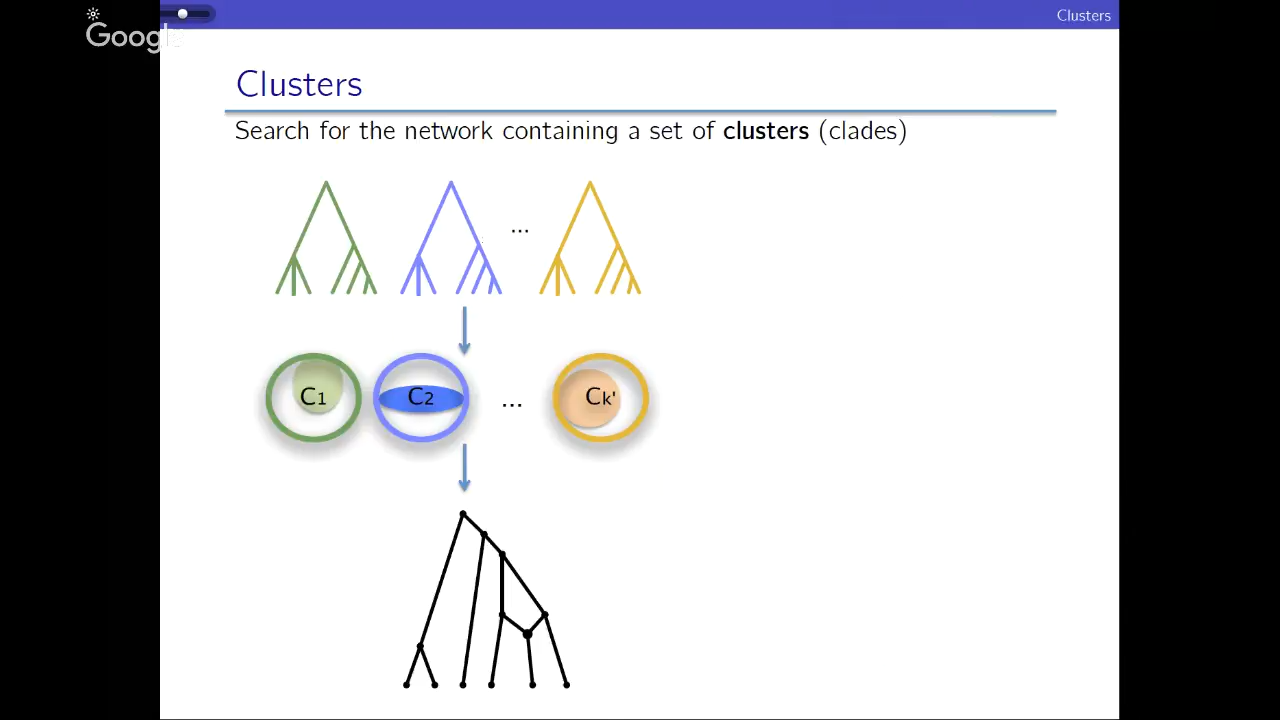 Clusters
Google
Clusters
Search for the network containing a set of clusters (clades)
...
C1 C2 ... Ck'